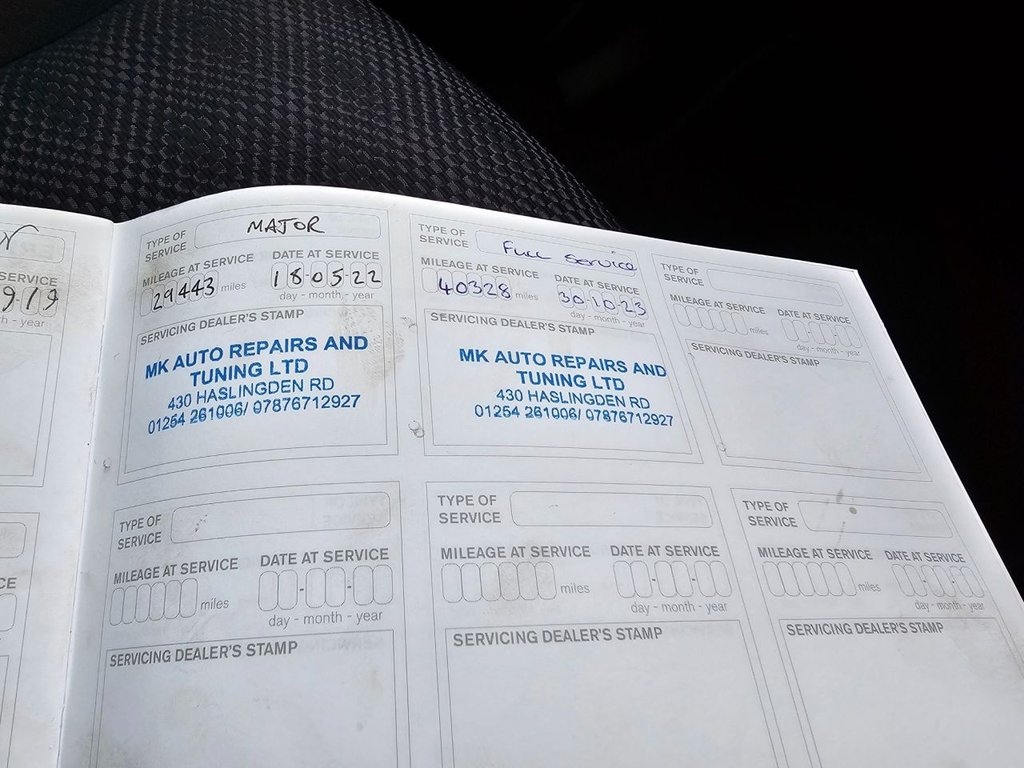 SERVICE
9 1 9
h - year
CE
TYPE OF
SERVICE
MAJOR
MILEAGE AT SERVICE
DATE AT SERVICE
29443 miles
18-05-22
day - month - year
SERVICING DEALER'S STAMP
MK AUTO REPAIRS AND
TUNING LTD
430 HASLINGDEN RD
01254 261006/ 07876712927
TYPE OF
SERVICE
Full Service
MILEAGE AT SERVICE
DATE AT SERVICE
40328 miles
30-10-23
day - month - year
SERVICING DEALER'S STAMP
MK AUTO REPAIRS AND
TUNING LTD
430 HASLINGDEN RD
01254 261006/ 07876712927
TYPE OF
SERVICE
MILEAGE AT SERVICE
DATE AT SERVICE
miles
day - month - year
SERVICING DEALER'S STAMP
TYPE OF
SERVICE
MILEAGE AT SERVICE
DATE AT SERVICE
miles
day - month - year
SERVICING DEALER'S STAMP
TYPE OF
SERVICE
MILEAGE AT SERVICE
DATE AT SERVICE
miles
day - month - year
SERVICING DEALER'S STAMP
TYPE OF
SERVICE
MILEAGE AT SERVICE
DATE AT SERVICE
miles
day - month - year
SERVICING DEALER'S STAMP